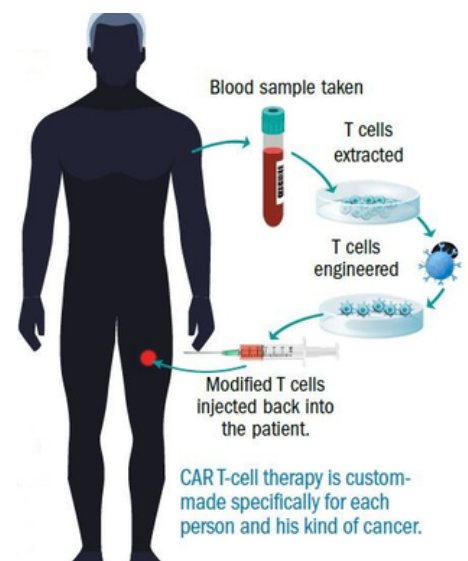 Blood sample taken
T cells
extracted
T cells
engineered
Modified T cells
injected back into
the patient.
CAR T-cell therapy is custom-
made specifically for each
person and his kind of cancer.